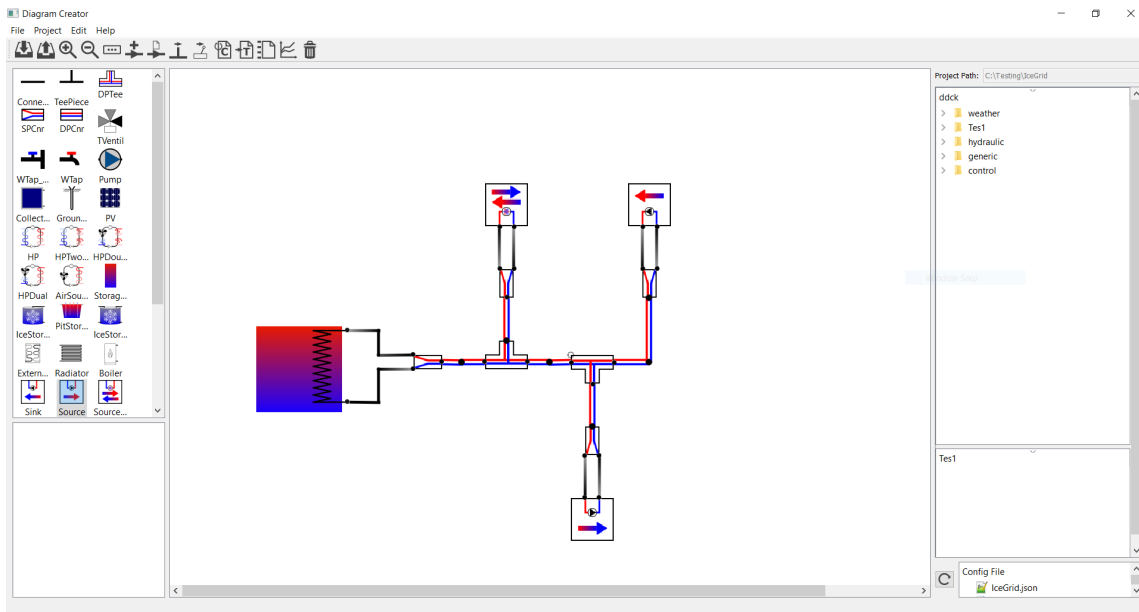 Diagram Creator
File Project Edit Help
Conne... TeePiece DPTee
SPCnr DPCnr TVentil
WTap_... WTap Pump
Collect... Groun... PV
HP HPTwo... HPDou...
HPDual AirSou... Storag...
IceStor... PitStor... IceStor...
Extern... Radiator Boiler
Sink Source Source...
Project Path: C:\Testing\IceGrid
ddck
weather
Tes1
hydraulic
generic
control
Tes1
Config File
IceGrid.json